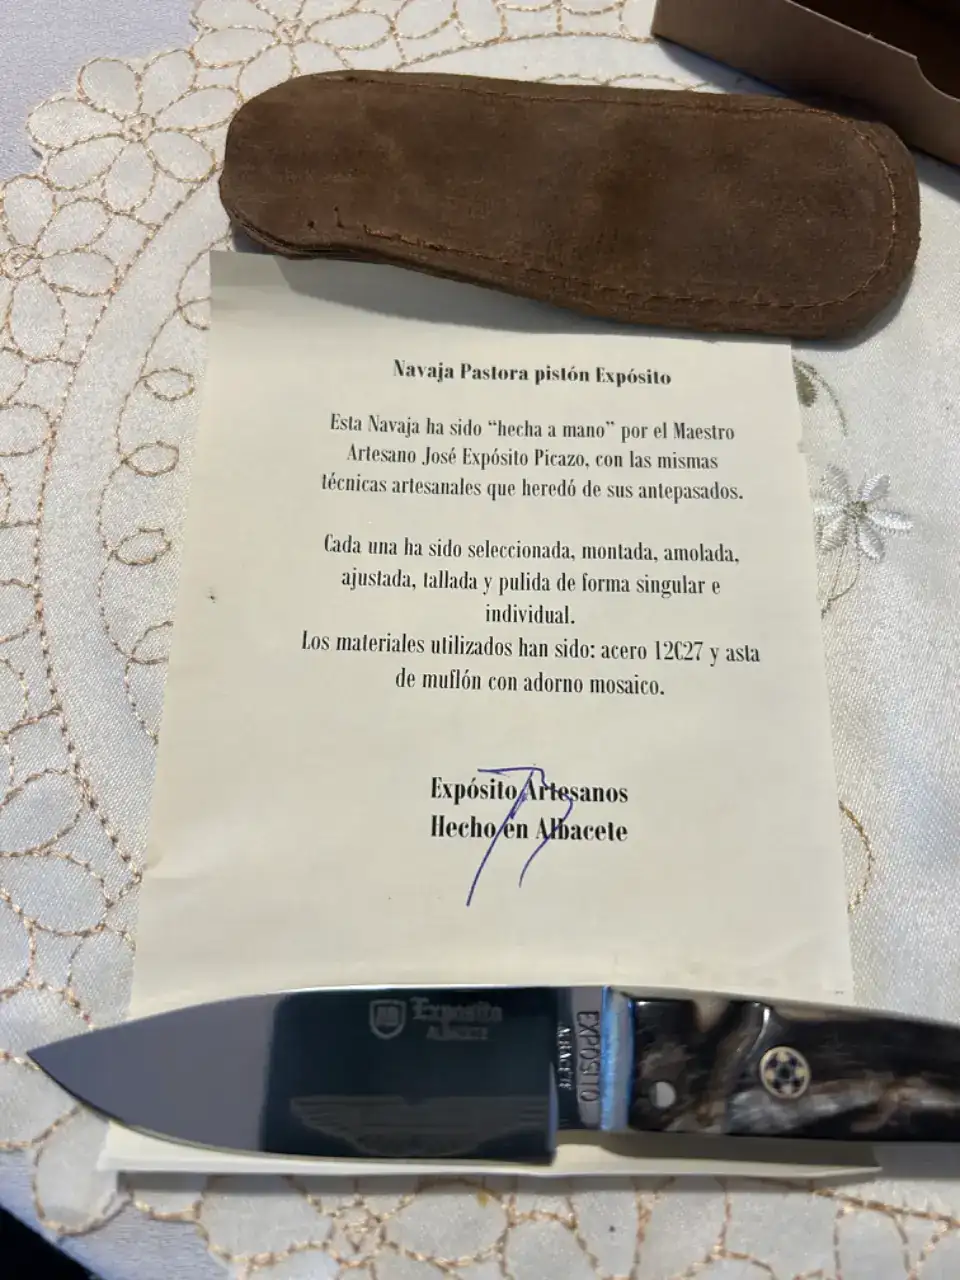 Navaja Pastora pistón Expósito
Esta Navaja ha sido “hecha a mano” por el Maestro
Artesano José Expósito Picazo, con las mismas
técnicas artesanales que heredó de sus antepasados.
Cada una ha sido seleccionada, montada, amolada,
ajustada, tallada y pulida de forma singular e
individual.
Los materiales utilizados han sido: acero 12C27 y asta
de muflón con adorno mosaico.
Expósito Artesanos
Hecho en Albacete
Exposito
ALBACETE
EXPOSITO
ALBACETE